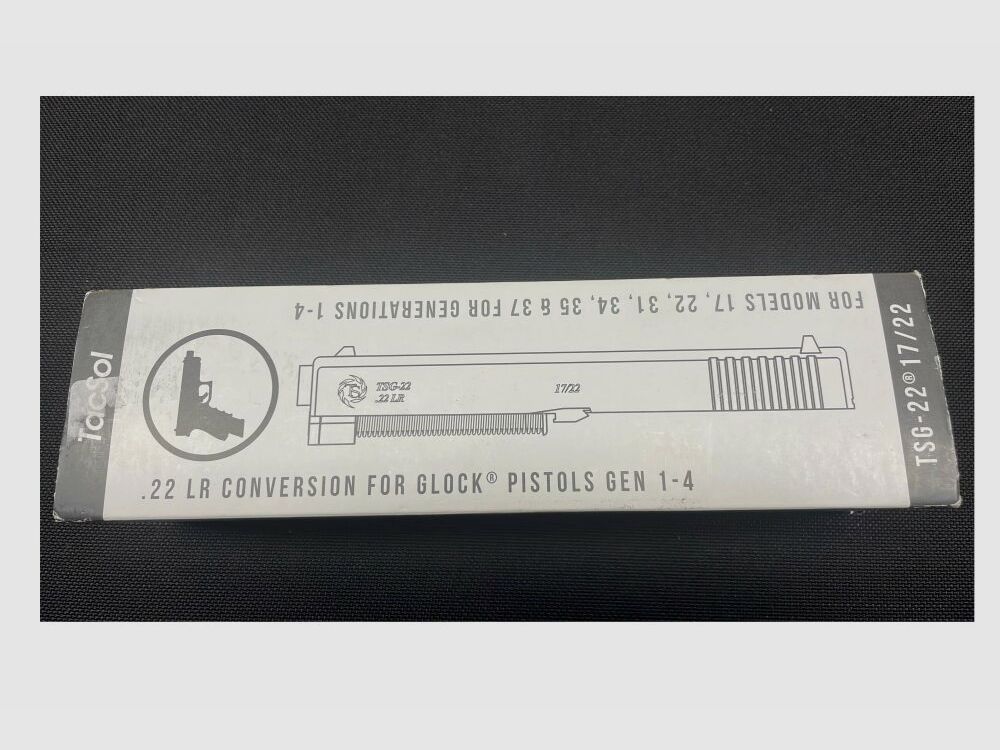 FOR MODELS 17, 22, 31, 34, 35 & 37 FOR GENERATIONS 1-4
TacSol
TS
TSG-22
.22 LR
17/22
TSG-22® 17/22
.22 LR CONVERSION FOR GLOCK® PISTOLS GEN 1-4